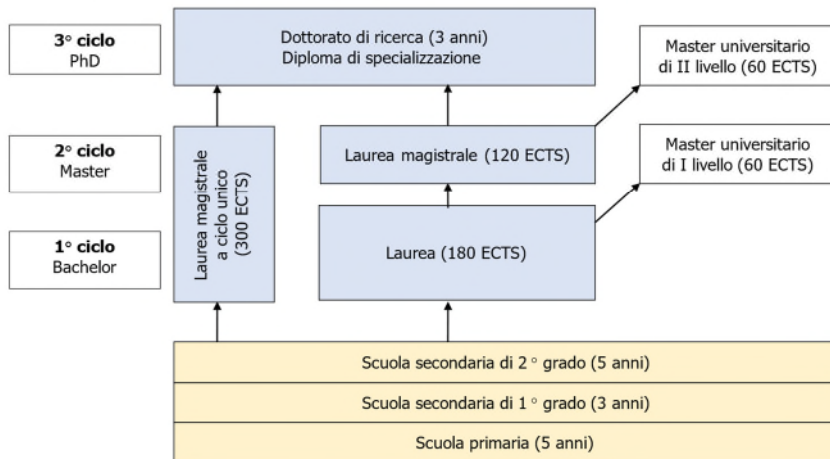 3° ciclo
PhD
Dottorato di ricerca (3 anni)
Diploma di specializzazione
Master universitario
di II livello (60 ECTS)
2° ciclo
Master
Laurea magistrale
a ciclo unico
(300 ECTS)
Laurea magistrale (120 ECTS)
Master universitario
di I livello (60 ECTS)
1° ciclo
Bachelor
Laurea (180 ECTS)
Scuola secondaria di 2° grado (5 anni)
Scuola secondaria di 1° grado (3 anni)
Scuola primaria (5 anni)